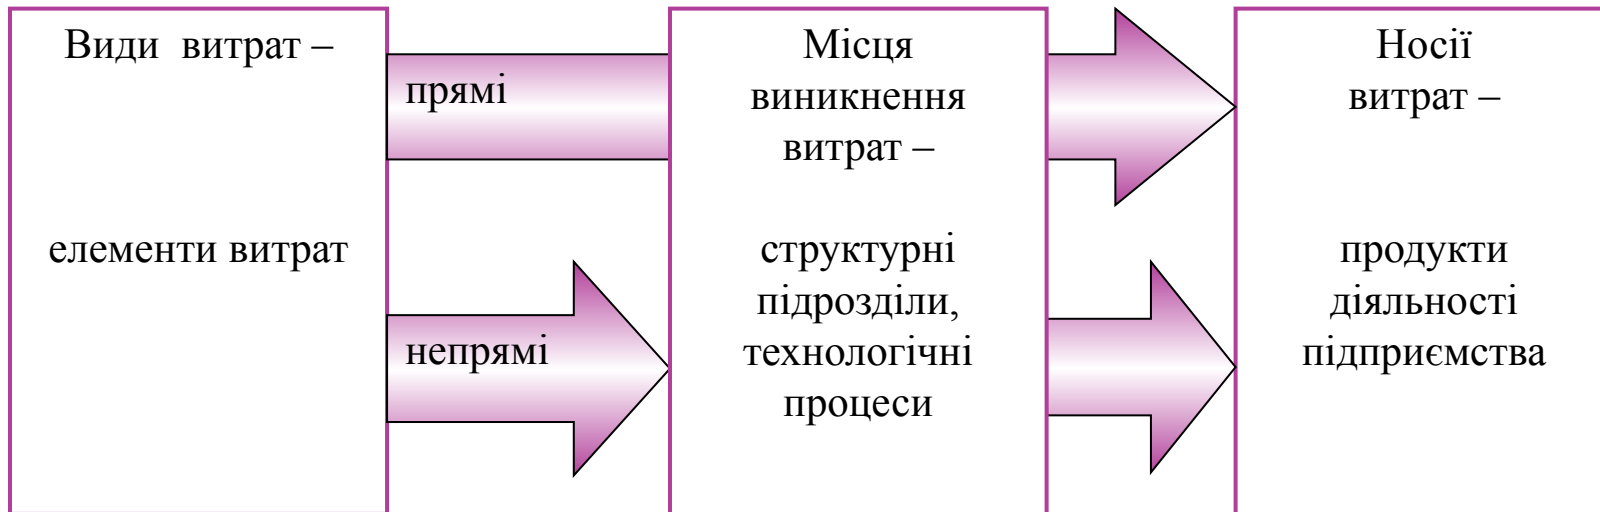 Види витрат –
елементи витрат
прямі
непрямі
Місця
виникнення
витрат –
структурні
підрозділи,
технологічні
процеси
Носії
витрат –
продукти
діяльності
підприємства